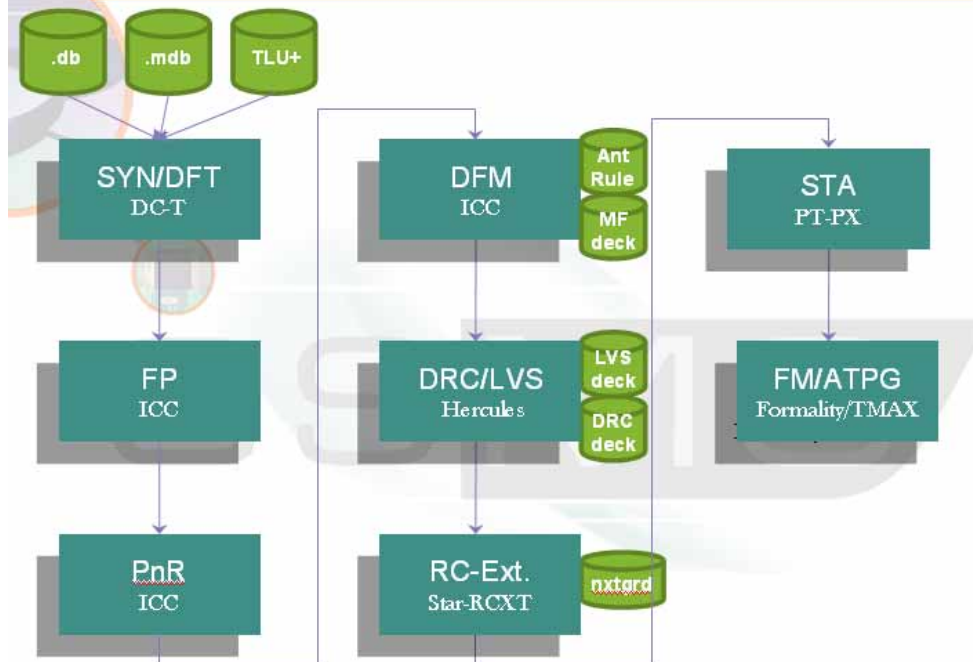 .db
.mdb
TLU+
SYN/DFT
DC-T
FP
ICC
PnR
ICC
DFM
ICC
Ant
Rule
MF
deck
DRC/LVS
Hercules
LVS
deck
DRC
deck
RC-Ext.
Star-RCXT
nxtgrd
STA
PT-PX
FM/ATPG
Formality/TMAX